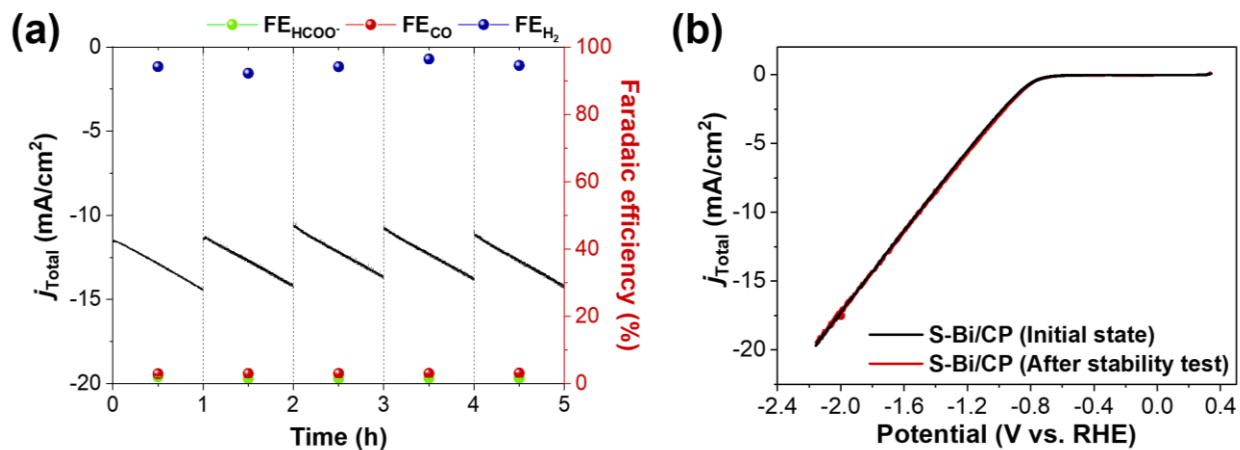 (a)
FE_HCOO⁻ FE_CO FE_H₂
0
-5
-10
-15
-20
j_Total (mA/cm²)
100
80
60
40
20
0
Faradaic efficiency (%)
0 1 2 3 4 5
Time (h)
(b)
0
-5
-10
-15
-20
j_Total (mA/cm²)
S-Bi/CP (Initial state)
S-Bi/CP (After stability test)
-2.4 -2.0 -1.6 -1.2 -0.8 -0.4 0.0 0.4
Potential (V vs. RHE)